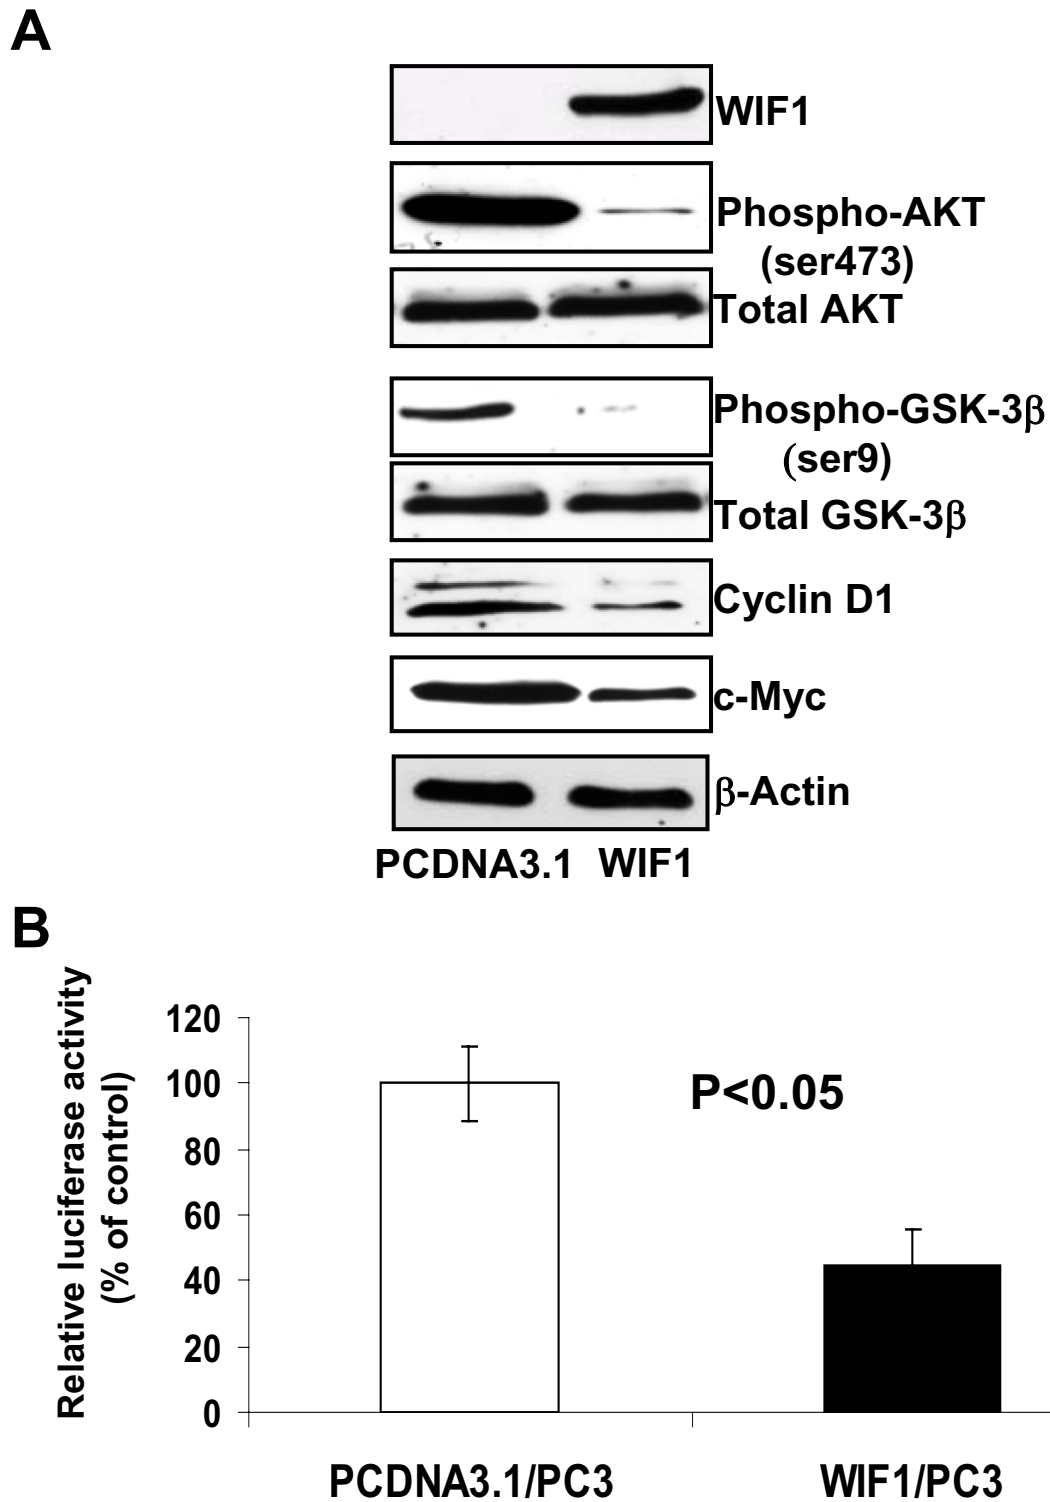 A
WIF1
Phospho-AKT
(ser473)
Total AKT
Phospho-GSK-3β
(ser9)
Total GSK-3β
Cyclin D1
c-Myc
β-Actin
PCDNA3.1 WIF1
B
Relative luciferase activity
(% of control)
120
100
80
60
40
20
0
P<0.05
PCDNA3.1/PC3 WIF1/PC3